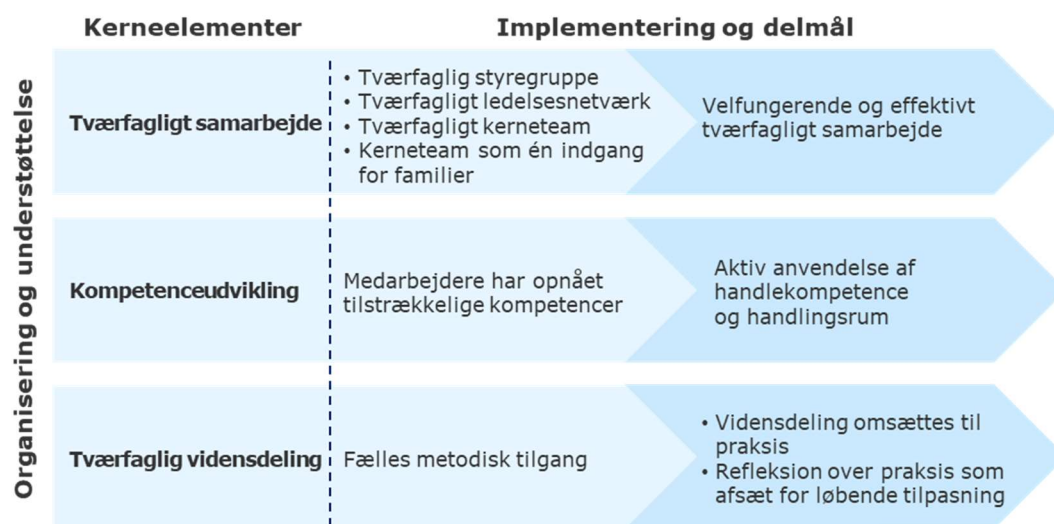 Kerneelementer
Implementering og delmål
Organisering og understøttelse
Tværfagligt samarbejde
• Tværfaglig styregruppe
• Tværfagligt ledelsesnetværk
• Tværfagligt kerneteam
• Kerneteam som én indgang
for familier
Velfungerende og effektivt
tværfagligt samarbejde
Kompetenceudvikling
Medarbejdere har opnået
tilstrækkelige kompetencer
Aktiv anvendelse af
handlekompetence
og handlingsrum
Tværfaglig vidensdeling
Fælles metodisk tilgang
• Vidensdeling omsættes til
praksis
• Refleksion over praksis som
afsæt for løbende tilpasning